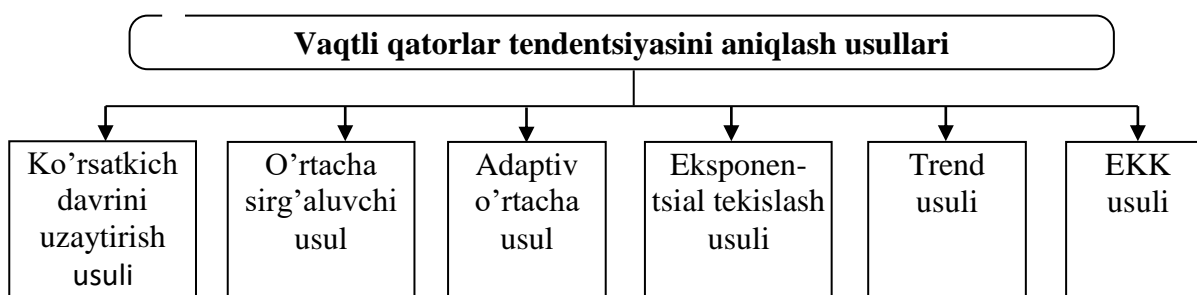 Vaqtli qatorlar tendentsiyasini aniqlash usullari
Ko’rsatkich
davrini
uzaytirish
usuli
O’rtacha
sirg’aluvchi
usul
Adaptiv
o’rtacha
usul
Eksponen-
tsial tekislash
usuli
Trend
usuli
EKK
usuli